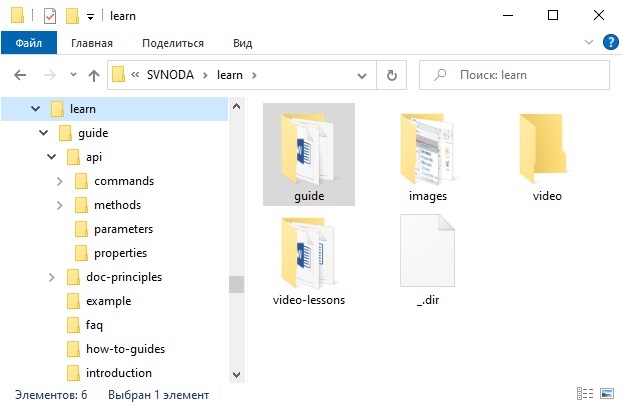 learn
Файл Главная Поделиться Вид
SVNODA learn
Поиск: learn
learn
guide
api
commands
methods
parameters
properties
doc-principles
example
faq
how-to-guides
introduction
guide images video
video-lessons _.dir
Элементов: 6 Выбран 1 элемент